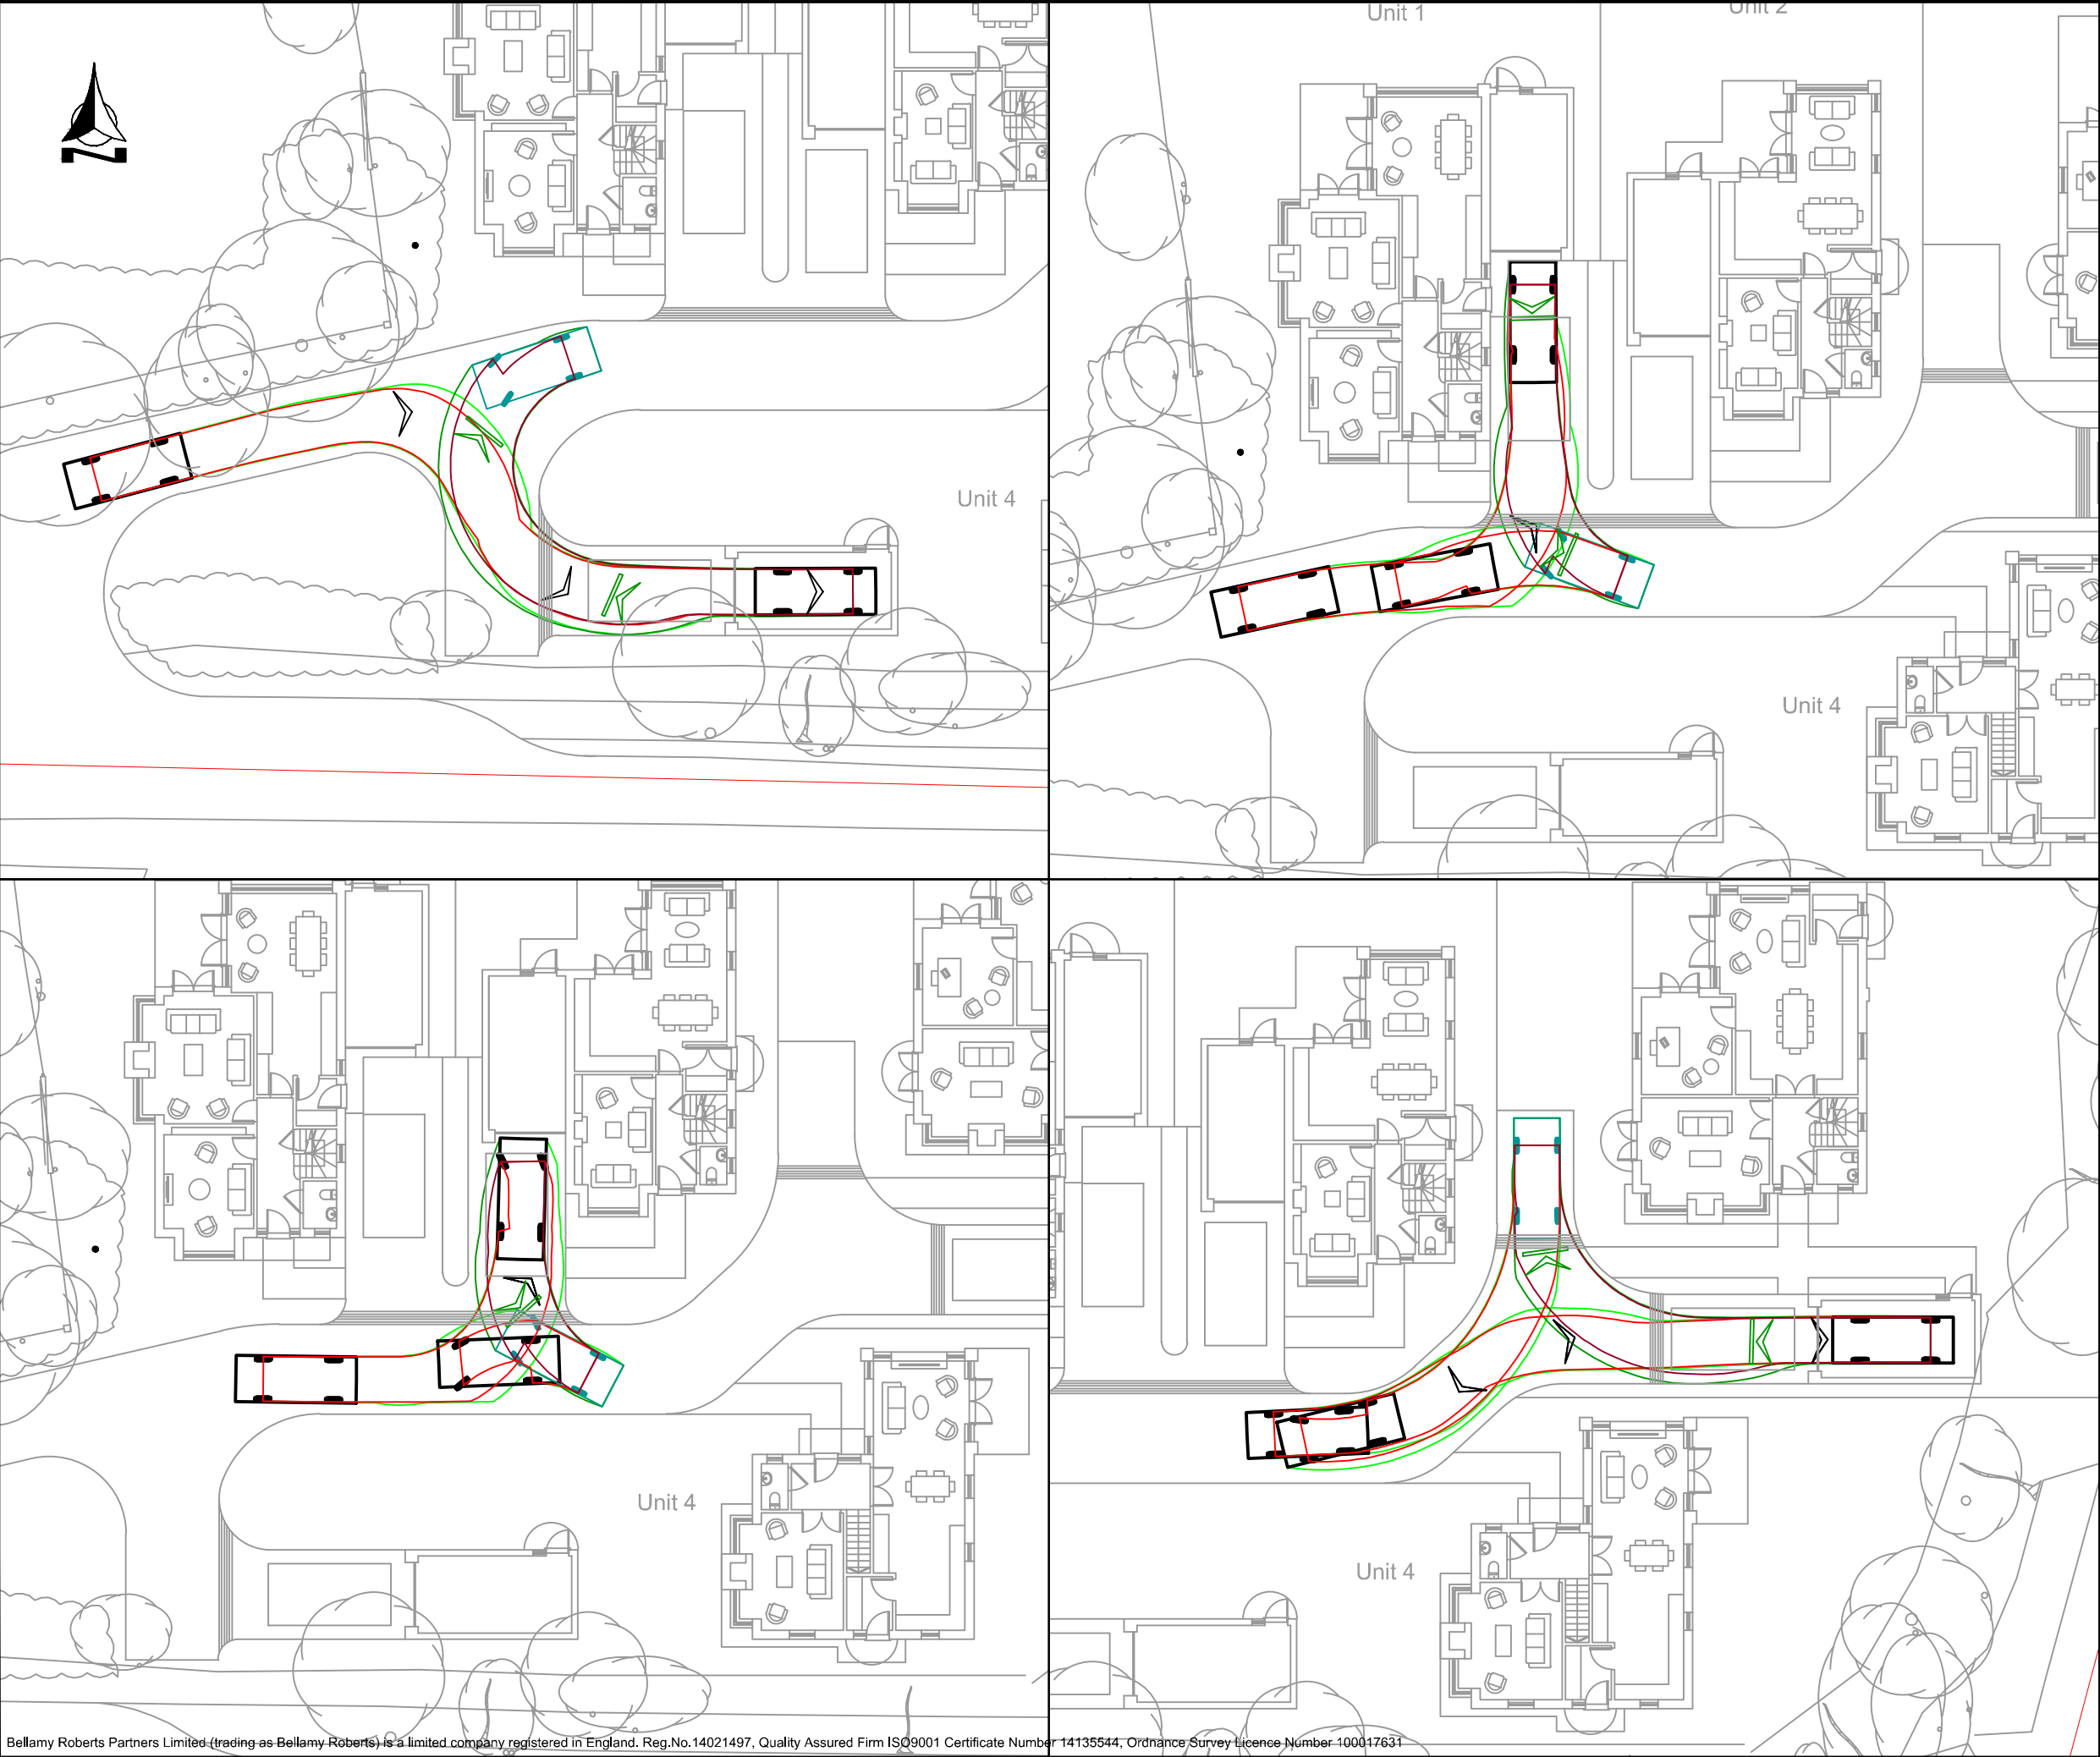 Unit 1
Unit 2
N
Unit 4
Unit 4
Unit 4
Unit 4
Bellamy Roberts Partners Limited (trading as Bellamy Roberts) is a limited company registered in England. Reg.No.14021497, Quality Assured Firm ISO9001 Certificate Number 14135544, Ordnance Survey Licence Number 100017631